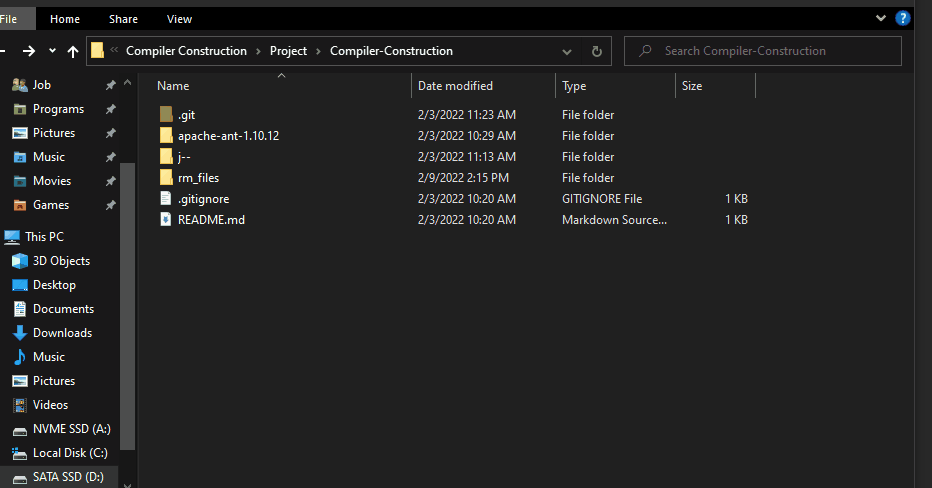 File Home Share View
Compiler Construction Project Compiler-Construction Search Compiler-Construction
Name Date modified Type Size
.git 2/3/2022 11:23 AM File folder
apache-ant-1.10.12 2/3/2022 10:29 AM File folder
j-- 2/3/2022 11:13 AM File folder
rm_files 2/9/2022 2:15 PM File folder
.gitignore 2/3/2022 10:20 AM GITIGNORE File 1 KB
README.md 2/3/2022 10:20 AM Markdown Source... 1 KB
Job
Programs
Pictures
Music
Movies
Games
This PC
3D Objects
Desktop
Documents
Downloads
Music
Pictures
Videos
NVME SSD (A:)
Local Disk (C:)
SATA SSD (D:)